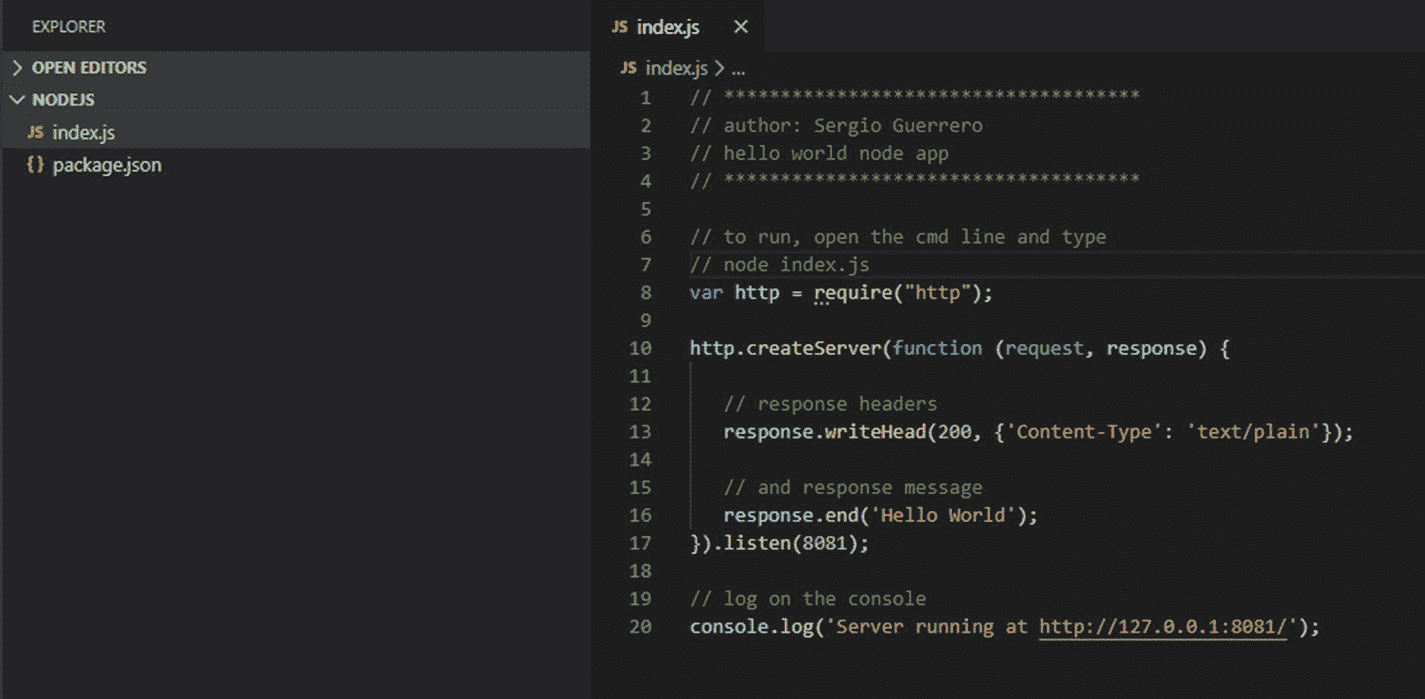 EXPLORER
OPEN EDITORS
NODEJS
JS index.js
{} package.json
JS index.js ×
JS index.js > ...
1 // *************************************
2 // author: Sergio Guerrero
3 // hello world node app
4 // *************************************
5
6 // to run, open the cmd line and type
7 // node index.js
8 var http = require("http");
9
10 http.createServer(function (request, response) {
11
12 // response headers
13 response.writeHead(200, {'Content-Type': 'text/plain'});
14
15 // and response message
16 response.end('Hello World');
17 }).listen(8081);
18
19 // log on the console
20 console.log('Server running at http://127.0.0.1:8081/');